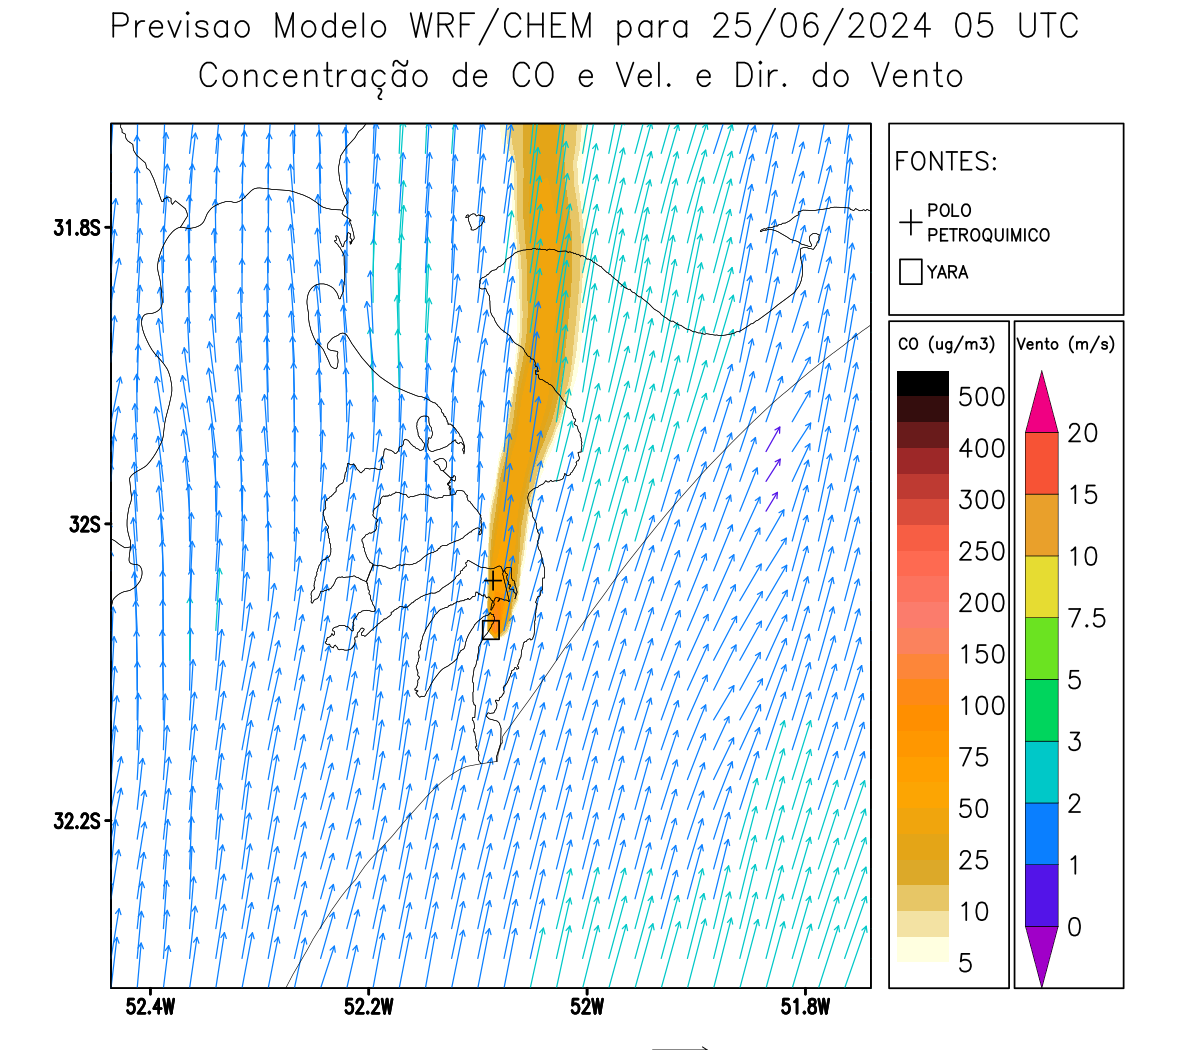 Previsao Modelo WRF/CHEM para 25/06/2024 05 UTC
Concentração de CO e Vel. e Dir. do Vento
FONTES:
POLO
PETROQUIMICO
YARA
CO (ug/m3)
500
400
300
250
200
150
100
75
50
25
10
5
Vento (m/s)
20
15
10
7.5
5
3
2
1
0
31.8S
32S
32.2S
52.4W
52.2W
52W
51.8W